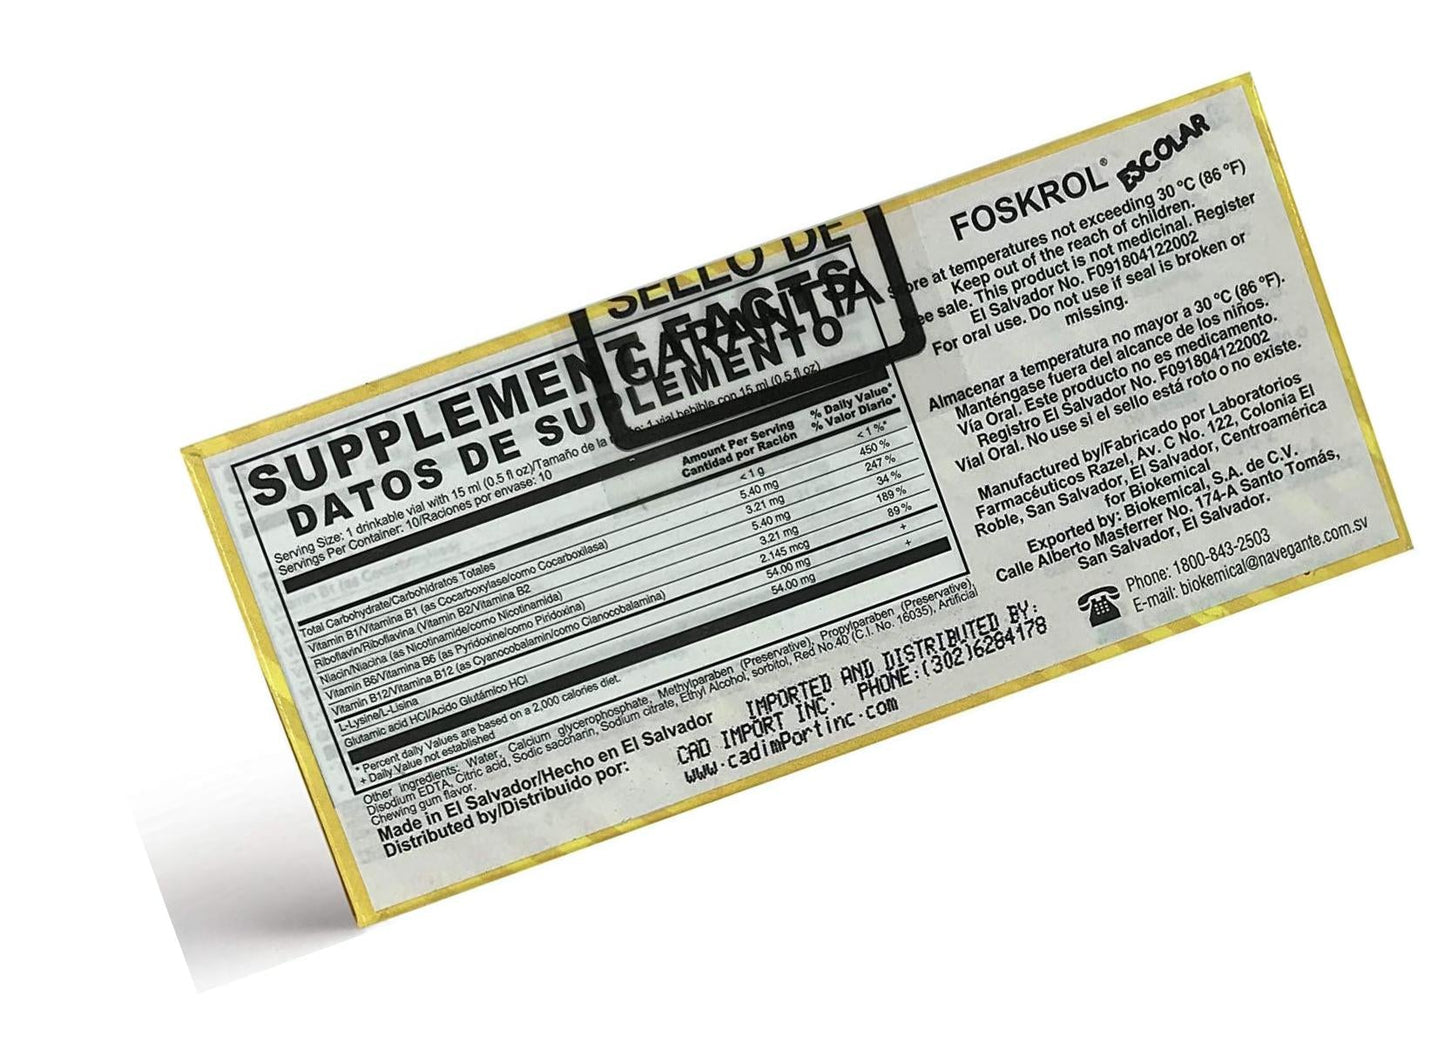 SELLO DE
GARANTIA
SUPPLEMENT FACTS
DATOS DE SUPLEMENTO
Serving Size: 1 drinkable vial with 15 ml (0.5 fl oz)/Tamaño de la : 1 vial bebible con 15 ml (0.5 fl oz)
Servings Per Container: 10/Raciones por envase: 10
Amount Per Serving % Daily Value*
Cantidad por Ración % Valor Diario*
Total Carbohydrate/Carbohidratos Totales < 1 g < 1 %*
Vitamin B1/Vitamina B1 (as Cocarboxylase/como Cocarboxilasa) 5.40 mg 450 %
Riboflavin/Riboflavina (Vitamin B2/Vitamina B2 3.21 mg 247 %
Niacin/Niacina (as Nicotinamide/como Nicotinamida) 5.40 mg 34 %
Vitamin B6/Vitamina B6 (as Pyridoxine/como Piridoxina) 3.21 mg 189 %
Vitamin B12/Vitamina B12 (as Cyanocobalamin/como Cianocobalamina) 2.145 mcg 89 %
L-Lysine/L-Lisina 54.00 mg +
Glutamic acid HCl/Acido Glutámico HCl 54.00 mg +
* Percent daily Values are based on a 2,000 calories diet.
+ Daily Value not established
Other Ingredients: Water, Calcium glycerophosphate, Methylparaben (Preservative), Propylparaben (Preservative),
Disodium EDTA, Citric acid, Sodic saccharin, Sodium citrate, Ethyl Alcohol, sorbitol, Red No.40 (C.I. No. 16035), Artificial
Chewing gum flavor.
Made in El Salvador/Hecho en El Salvador
Distributed by/Distribuido por:
IMPORTED AND DISTRIBUTED BY:
CAD IMPORT INC. PHONE:(302)6284178
www.cadimPortinc.com
FOSKROL® ESCOLAR
Store at temperatures not exceeding 30 °C (86 °F)
Keep out of the reach of children.
Free sale. This product is not medicinal. Register
El Salvador No. F091804122002
For oral use. Do not use if seal is broken or
missing.
Almacenar a temperatura no mayor a 30 °C (86 °F).
Manténgase fuera del alcance de los niños.
Vía Oral. Este producto no es medicamento.
Registro El Salvador No. F091804122002
Vial Oral. No use si el sello está roto o no existe.
Manufactured by/Fabricado por Laboratorios
Farmacéuticos Razel, Av. C No. 122, Colonia El
Roble, San Salvador, El Salvador, Centroamérica
for Biokemical
Exported by: Biokemical, S.A. de C.V.
Calle Alberto Masferrer No. 174-A Santo Tomás,
San Salvador, El Salvador.
Phone: 1800-843-2503
E-mail: biokemical@navegante.com.sv